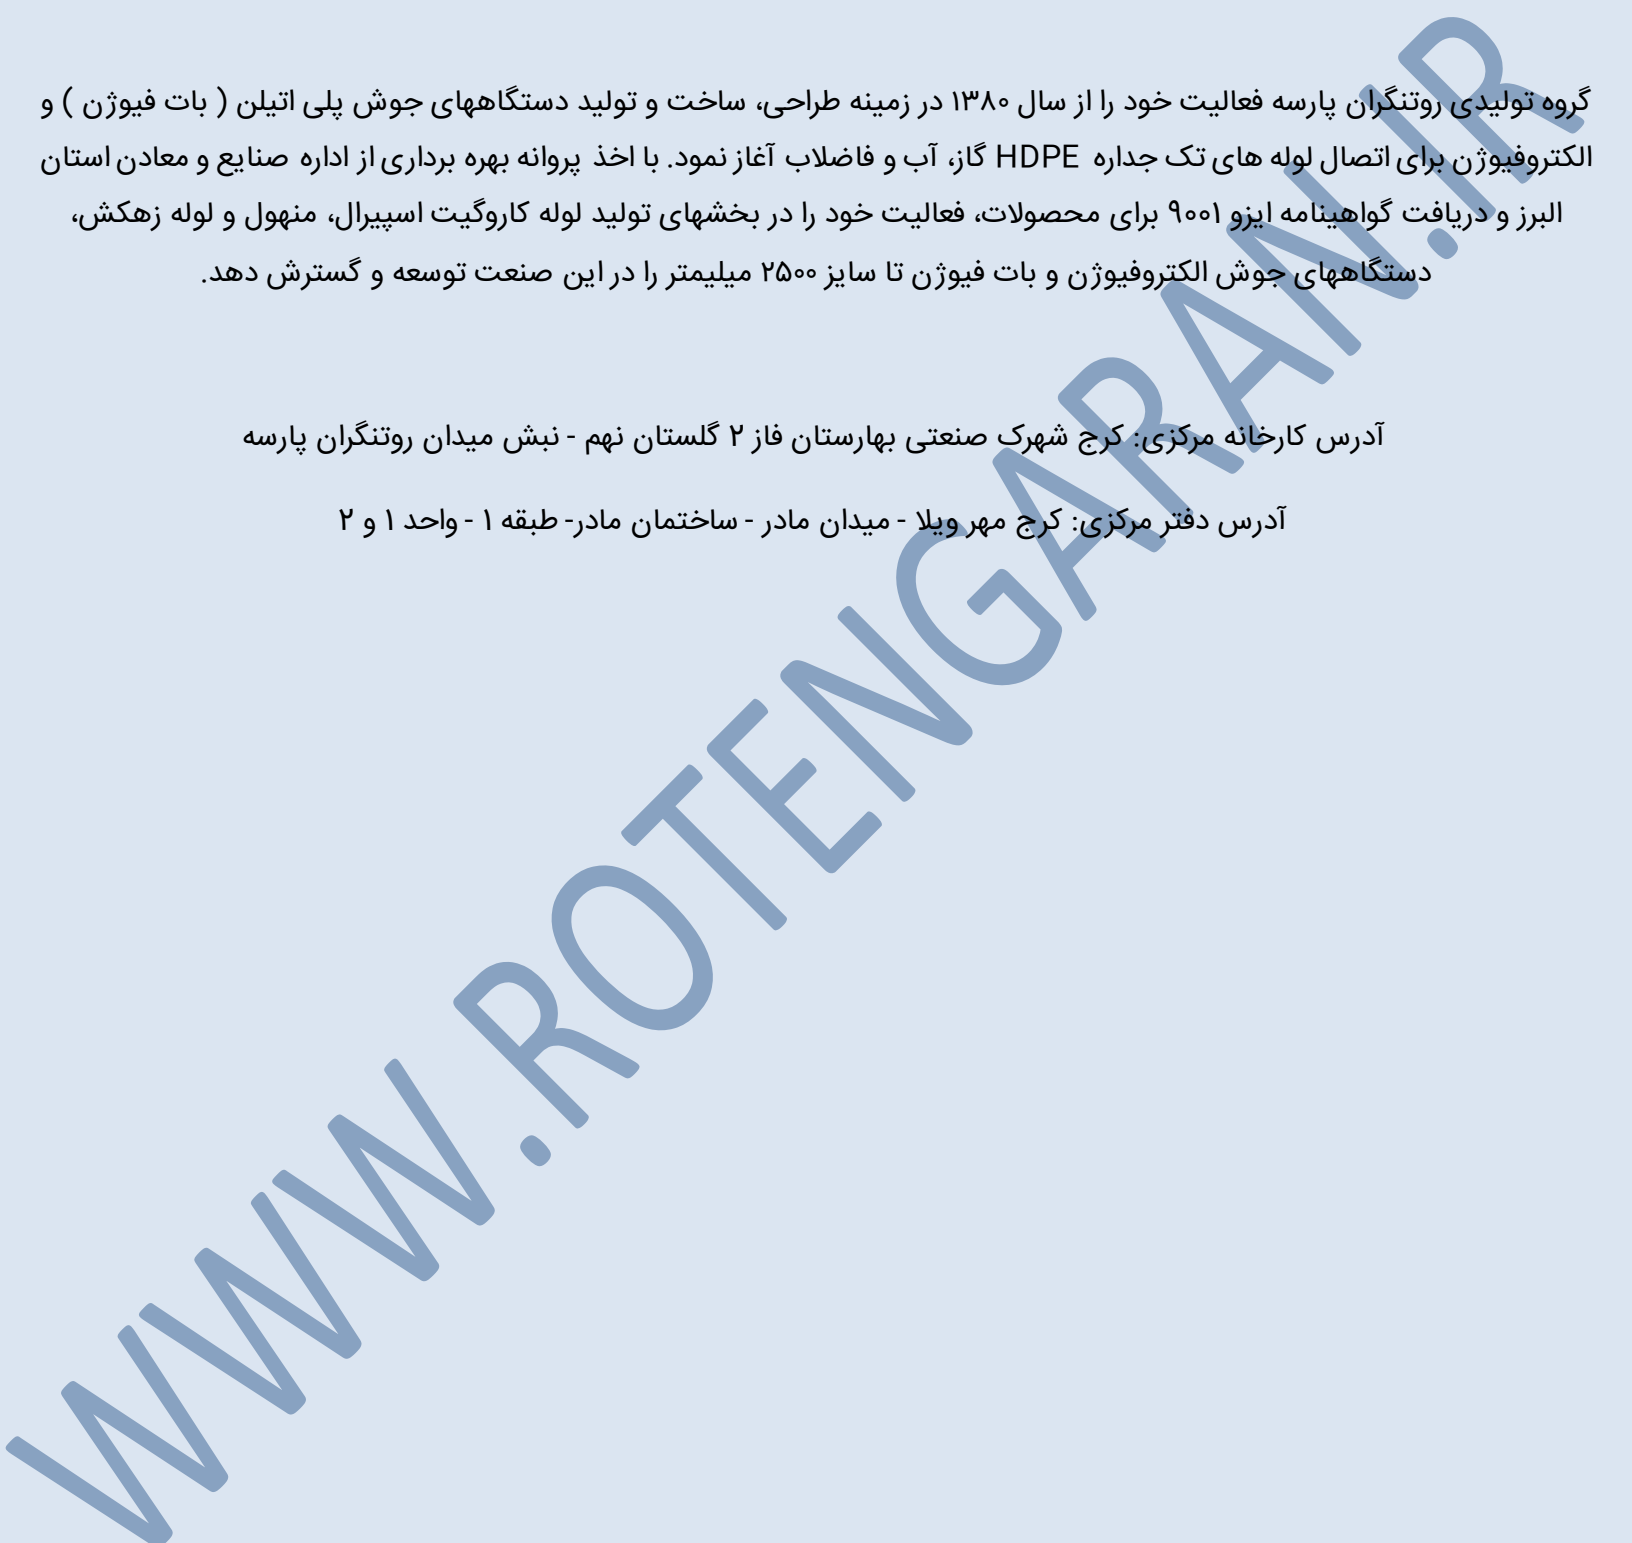 گروه تولیدی روتنگران پارسه فعالیت خود را از سال ۱۳۸۰ در زمینه طراحی، ساخت و تولید دستگاههای جوش پلی اتیلن ( بات فیوژن ) و
الکتروفیوژن برای اتصال لوله های تک جداره HDPE گاز، آب و فاضلاب آغاز نمود. با اخذ پروانه بهره برداری از اداره صنایع و معادن استان
البرز و دریافت گواهینامه ایزو ۹۰۰۱ برای محصولات، فعالیت خود را در بخشهای تولید لوله کاروگیت اسپیرال، منهول و لوله زهکش،
دستگاههای جوش الکتروفیوژن و بات فیوژن تا سایز ۲۵۰۰ میلیمتر را در این صنعت توسعه و گسترش دهد.
آدرس کارخانه مرکزی: کرج شهرک صنعتی بهارستان فاز ۲ گلستان نهم - نبش میدان روتنگران پارسه
آدرس دفتر مرکزی: کرج مهر ویلا - میدان مادر - ساختمان مادر- طبقه ۱ - واحد ۱ و ۲
WWW.ROTENGARAN.IR